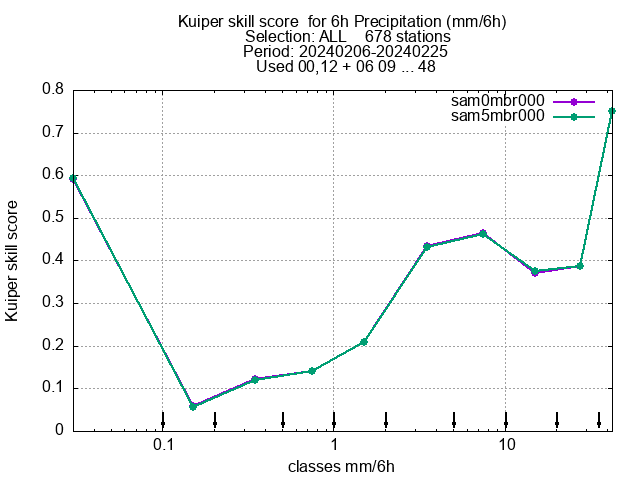 Kuiper skill score  for 6h Precipitation (mm/6h)
Selection: ALL    678 stations
Period: 20240206-20240225
Used 00,12 + 06 09 ... 48
sam0mbr000
sam5mbr000
0.8
0.7
0.6
0.5
0.4
0.3
0.2
0.1
0
Kuiper skill score
0.1 1 10
classes mm/6h